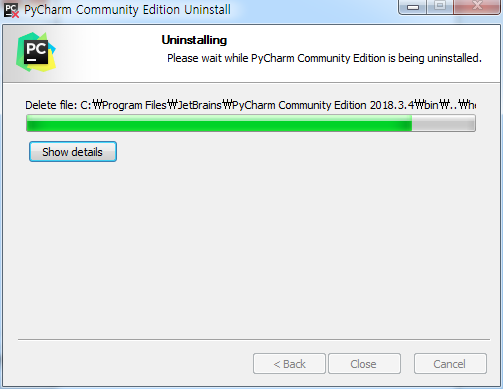 PyCharm Community Edition Uninstall
PC
Uninstalling
Please wait while PyCharm Community Edition is being uninstalled.
Delete file: C:₩Program Files₩JetBrains₩PyCharm Community Edition 2018.3.4₩bin₩..₩he
Show details
< Back
Close
Cancel